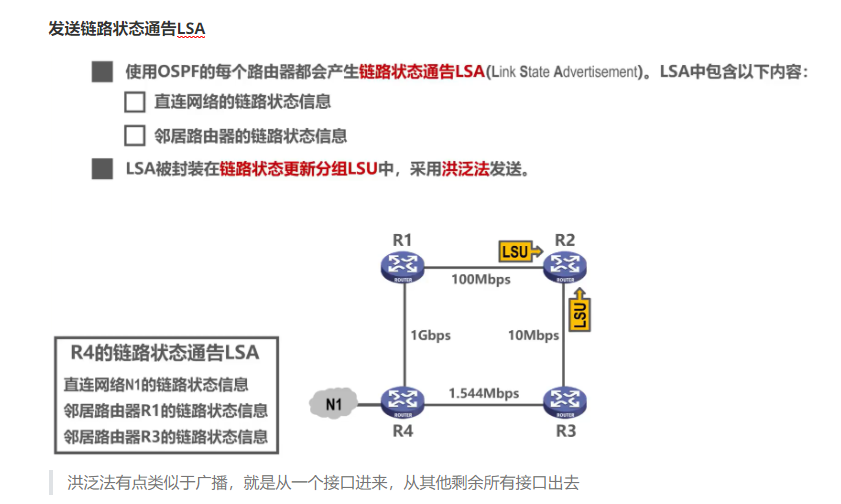 发送链路状态通告LSA
使用OSPF的每个路由器都会产生链路状态通告LSA(Link State Advertisement)。LSA中包含以下内容：
直连网络的链路状态信息
邻居路由器的链路状态信息
LSA被封装在链路状态更新分组LSU中，采用洪泛法发送。
R1
LSU
R2
ROUTER
100Mbps
ROUTER
LSU
1Gbps
10Mbps
R4的链路状态通告LSA
直连网络N1的链路状态信息
邻居路由器R1的链路状态信息
邻居路由器R3的链路状态信息
N1
1.544Mbps
ROUTER
ROUTER
R4
R3
洪泛法有点类似于广播，就是从一个接口进来，从其他剩余所有接口出去